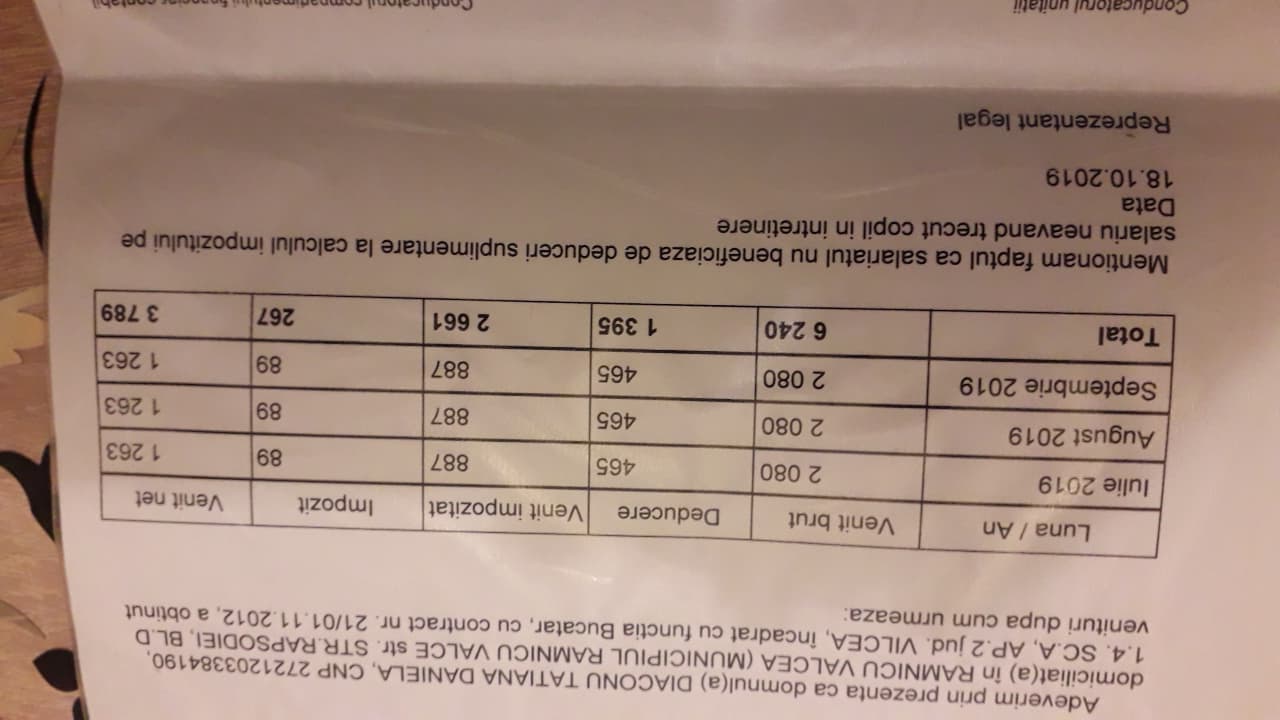 Adeverim prin prezenta ca domnul(a) DIACONU TATIANA DANIELA, CNP 2721203384190,
domiciliat(a) în RAMNICU VALCEA (MUNICIPIUL RAMNICU VALCE str. STR.RAPSODIEI, BL.D
1.4. SC.A, AP.2 jud. VILCEA, încadrat cu functia Bucatar, cu contract nr. 21/01.11.2012, a obtinut
venituri dupa cum urmeaza:
Luna / An Venit brut Deducere Venit impozitat Impozit Venit net
Iulie 2019 2 080 465 887 89 1 263
August 2019 2 080 465 887 89 1 263
Septembrie 2019 2 080 465 887 89 1 263
Total 6 240 1 395 2 661 267 3 789
Mentionam faptul ca salariatul nu beneficiaza de deduceri suplimentare la calculul impozitului pe
salariu neavand trecut copil in intretinere
Data
18.10.2019
Reprezentant legal
Conducatorul unitatii Conducatorul compartimentului financiar contabil